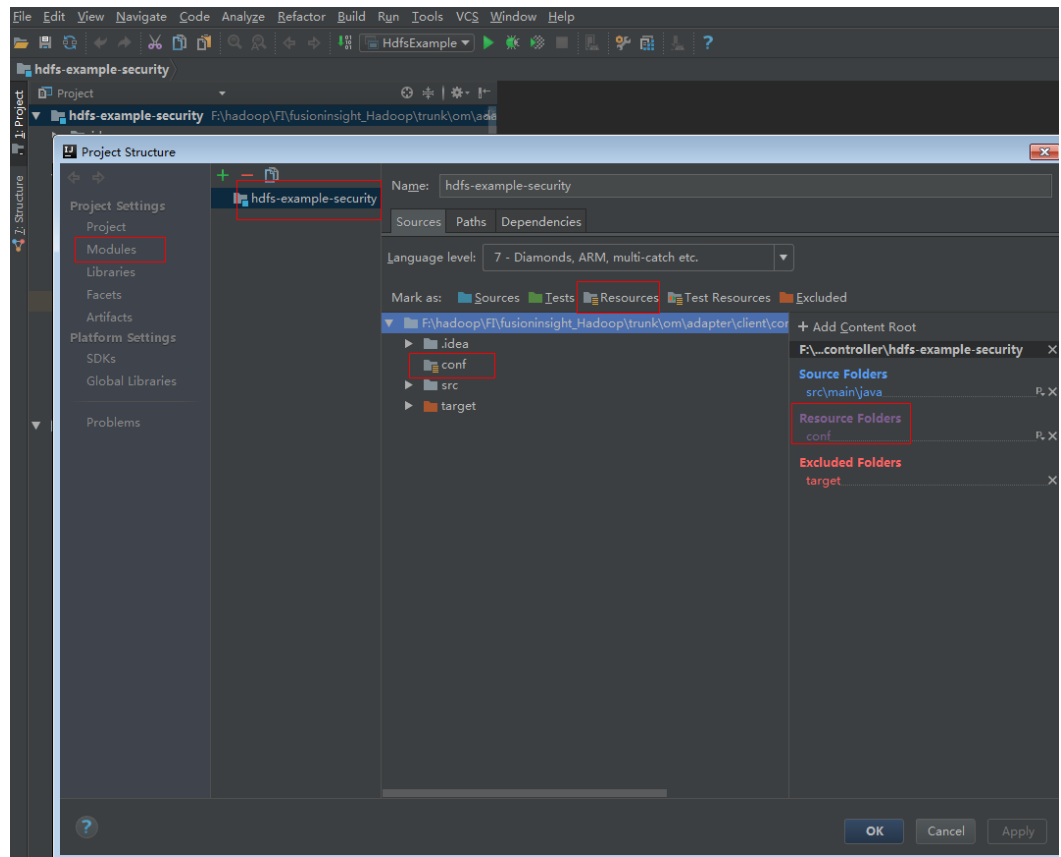 File Edit View Navigate Code Analyze Refactor Build Run Tools VCS Window Help
HdfsExample
hdfs-example-security
1: Project
Project
hdfs-example-security F:\hadoop\FI\fusioninsight_Hadoop\trunk\om\ada
Project Structure
7: Structure
Project Settings
Project
Modules
Libraries
Facets
Artifacts
Platform Settings
SDKs
Global Libraries
Problems
hdfs-example-security
Name: hdfs-example-security
Sources Paths Dependencies
Language level: 7 - Diamonds, ARM, multi-catch etc.
Mark as: Sources Tests Resources Test Resources Excluded
F:\hadoop\FI\fusioninsight_Hadoop\trunk\om\adapter\client\con
.idea
conf
src
target
+ Add Content Root
F:\...controller\hdfs-example-security
Source Folders
src\main\java
Resource Folders
conf
Excluded Folders
target
OK Cancel Apply